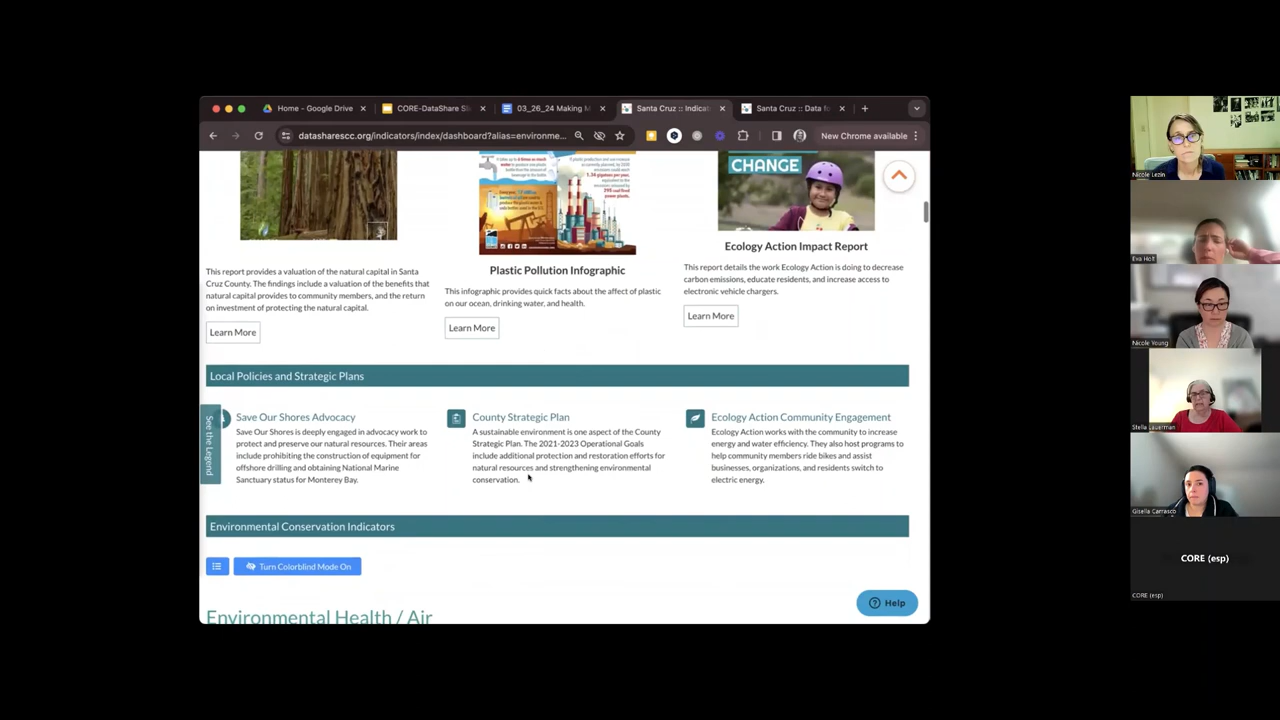 Home - Google Drive
CORE-DataShare Sl
03_26_24 Making M
Santa Cruz :: Indicat
Santa Cruz :: Data fo
datasharescc.org/indicators/index/dashboard?alias=environme...
New Chrome available
CHANGE
This report provides a valuation of the natural capital in Santa
Cruz County. The findings include a valuation of the benefits that
natural capital provides to community members, and the return
on investment of protecting the natural capital.
Learn More
Plastic Pollution Infographic
This infographic provides quick facts about the affect of plastic
on our ocean, drinking water, and health.
Learn More
Ecology Action Impact Report
This report details the work Ecology Action is doing to decrease
carbon emissions, educate residents, and increase access to
electronic vehicle chargers.
Learn More
Local Policies and Strategic Plans
See the Legend
Save Our Shores Advocacy
Save Our Shores is deeply engaged in advocacy work to
protect and preserve our natural resources. Their areas
include prohibiting the construction of equipment for
offshore drilling and obtaining National Marine
Sanctuary status for Monterey Bay.
County Strategic Plan
A sustainable environment is one aspect of the County
Strategic Plan. The 2021-2023 Operational Goals
include additional protection and restoration efforts for
natural resources and strengthening environmental
conservation.
Ecology Action Community Engagement
Ecology Action works with the community to increase
energy and water efficiency. They also host programs to
help community members ride bikes and assist
businesses, organizations, and residents switch to
electric energy.
Environmental Conservation Indicators
Turn Colorblind Mode On
Environmental Health / Air
Help
Nicole Lezin
Eva Holt
Nicole Young
Stella Lauerman
Gisella Carrasco
CORE (esp)
CORE (esp)